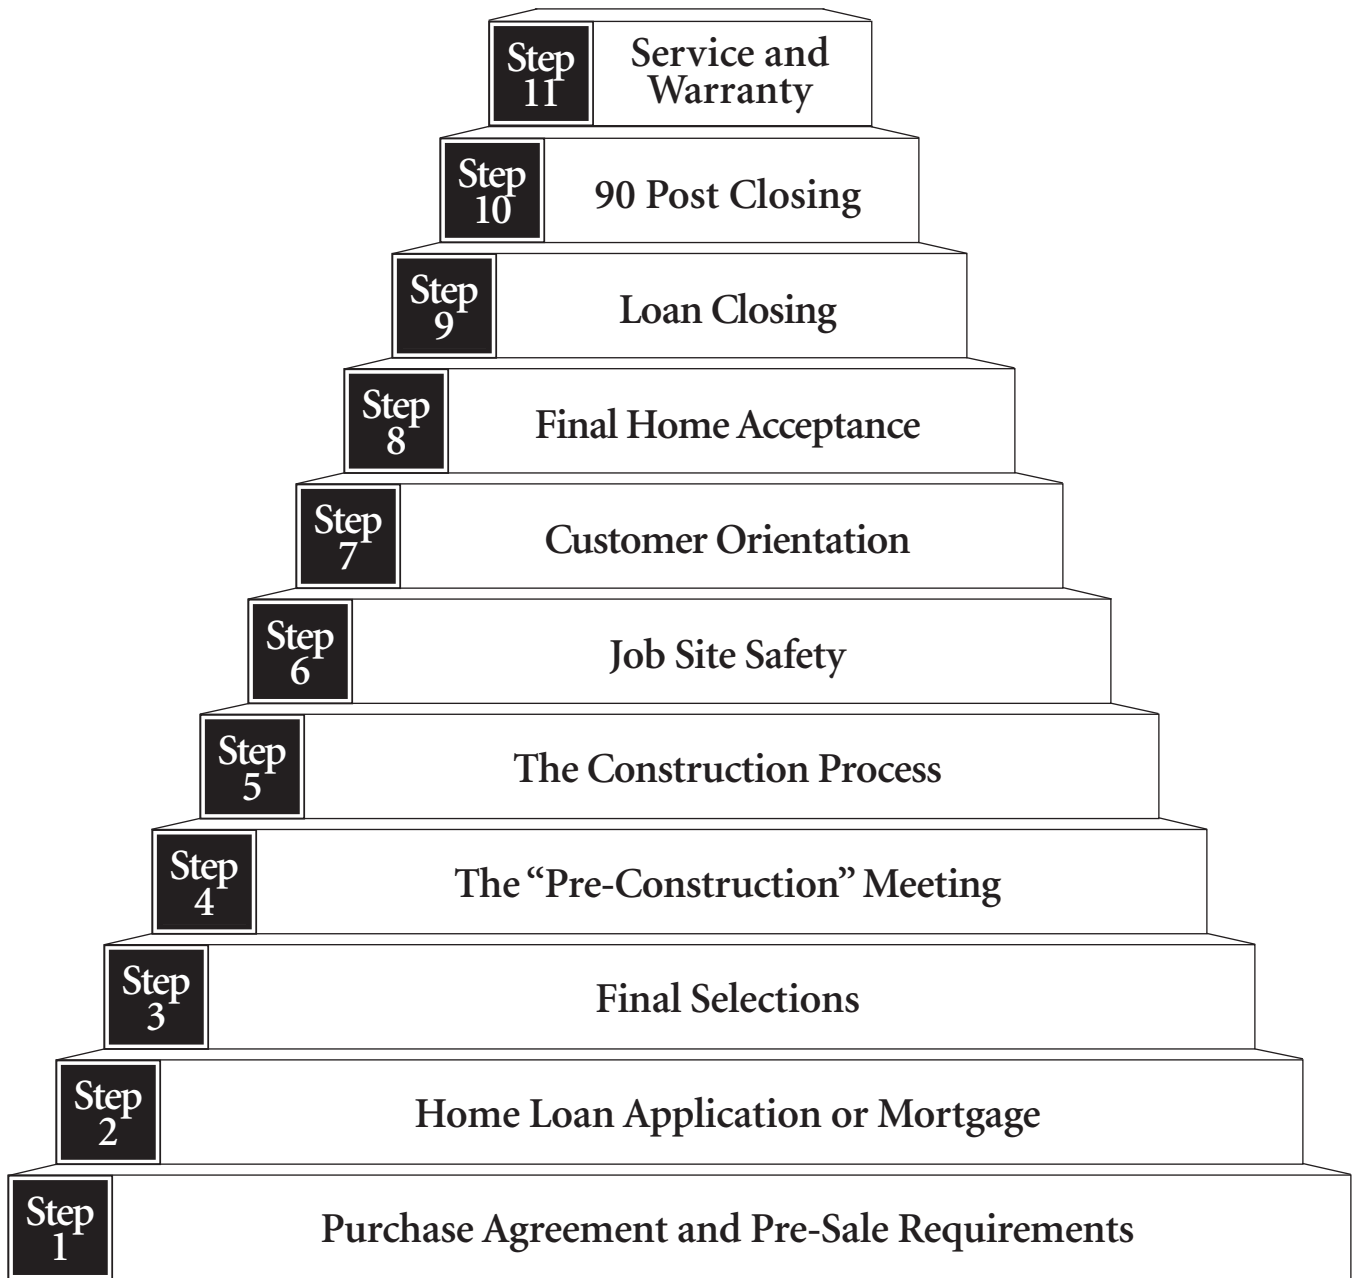 Step
11
Service and
Warranty
Step
10
90 Post Closing
Step
9
Loan Closing
Step
8
Final Home Acceptance
Step
7
Customer Orientation
Step
6
Job Site Safety
Step
5
The Construction Process
Step
4
The “Pre-Construction” Meeting
Step
3
Final Selections
Step
2
Home Loan Application or Mortgage
Step
1
Purchase Agreement and Pre-Sale Requirements